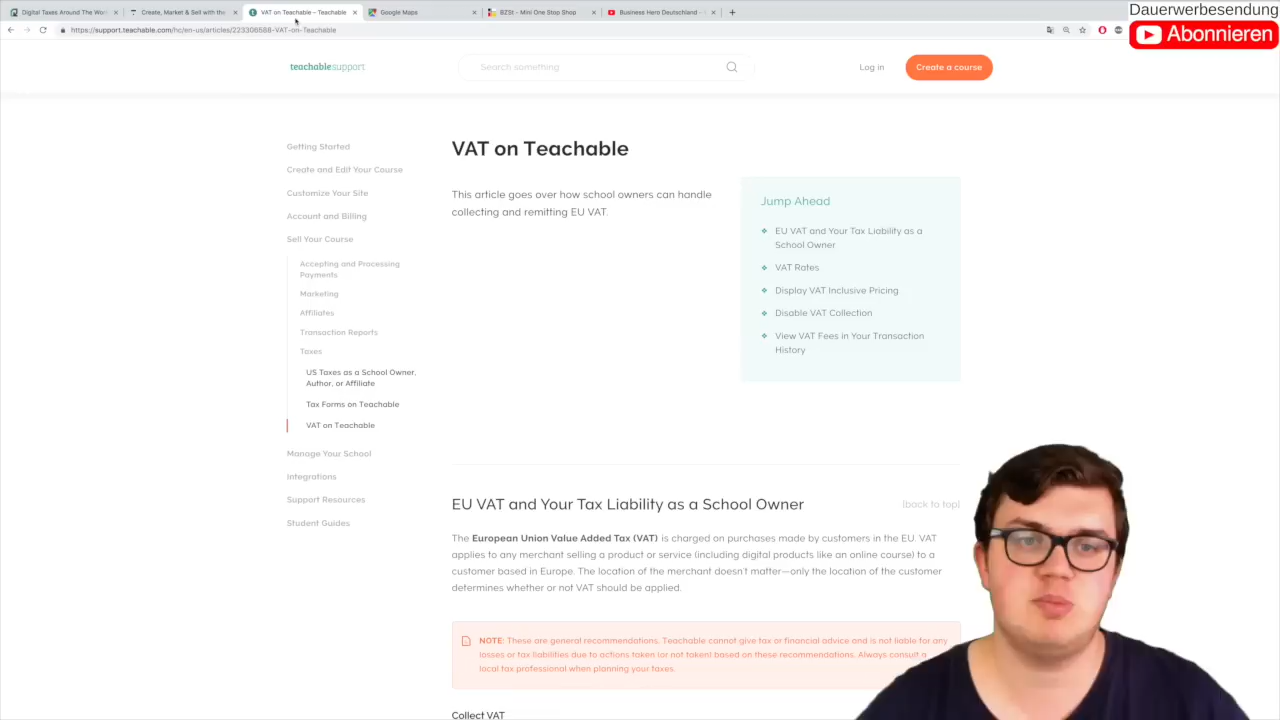 Digital Taxes Around The Wor
Create, Market & Sell with the
VAT on Teachable – Teachable
Google Maps
BZSt - Mini One Stop Shop
Business Hero Deutschland -
Dauerwerbesendung
https://support.teachable.com/hc/en-us/articles/223306588-VAT-on-Teachable
Abonnieren
teachable:support
Search something
Log in
Create a course
Getting Started
Create and Edit Your Course
Customize Your Site
Account and Billing
Sell Your Course
Accepting and Processing
Payments
Marketing
Affiliates
Transaction Reports
Taxes
US Taxes as a School Owner,
Author, or Affiliate
Tax Forms on Teachable
VAT on Teachable
Manage Your School
Integrations
Support Resources
Student Guides
VAT on Teachable
This article goes over how school owners can handle
collecting and remitting EU VAT.
Jump Ahead
EU VAT and Your Tax Liability as a
School Owner
VAT Rates
Display VAT Inclusive Pricing
Disable VAT Collection
View VAT Fees in Your Transaction
History
EU VAT and Your Tax Liability as a School Owner
[back to top]
The European Union Value Added Tax (VAT) is charged on purchases made by customers in the EU. VAT
applies to any merchant selling a product or service (including digital products like an online course) to a
customer based in Europe. The location of the merchant doesn't matter—only the location of the customer
determines whether or not VAT should be applied.
NOTE: These are general recommendations. Teachable cannot give tax or financial advice and is not liable for any
losses or tax liabilities due to actions taken (or not taken) based on these recommendations. Always consult a
local tax professional when planning your taxes.
Collect VAT